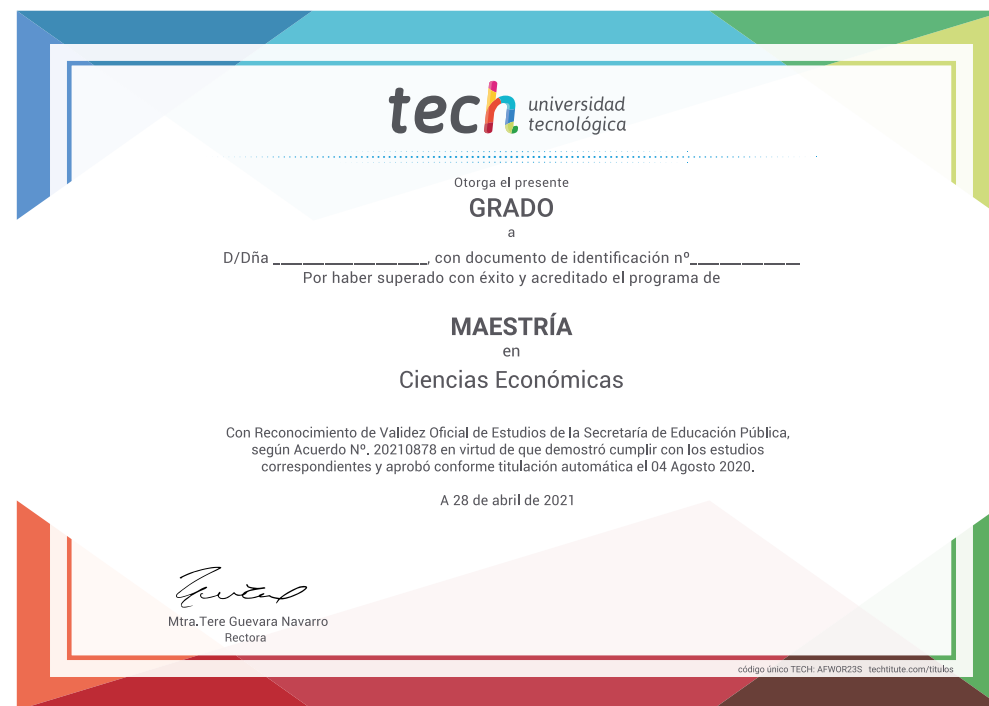 tech universidad
tecnológica
Otorga el presente
GRADO
a
D/Dña ____________________, con documento de identificación nº______________
Por haber superado con éxito y acreditado el programa de
MAESTRÍA
en
Ciencias Económicas
Con Reconocimiento de Validez Oficial de Estudios de la Secretaría de Educación Pública,
según Acuerdo Nº. 20210878 en virtud de que demostró cumplir con los estudios
correspondientes y aprobó conforme titulación automática el 04 Agosto 2020.
A 28 de abril de 2021
Mtra.Tere Guevara Navarro
Rectora
código único TECH: AFWOR23S techtitute.com/titulos